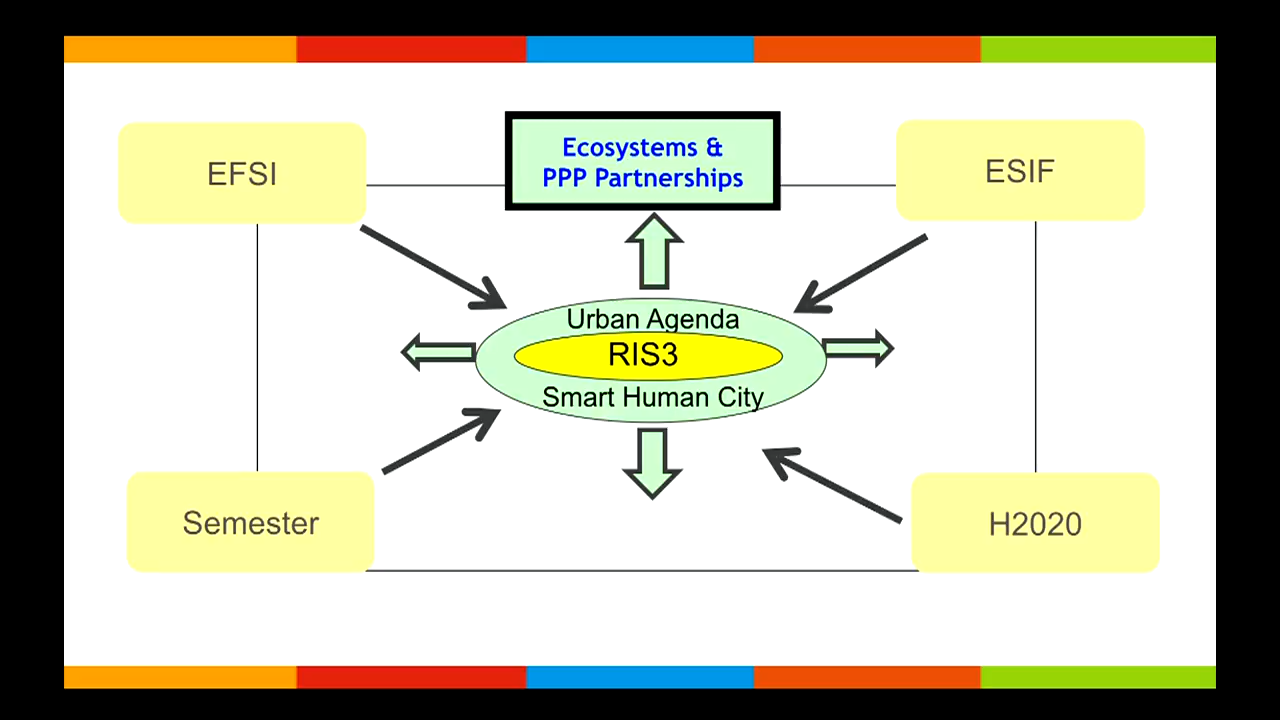 EFSI
Ecosystems &
PPP Partnerships
ESIF
Urban Agenda
RIS3
Smart Human City
Semester
H2020